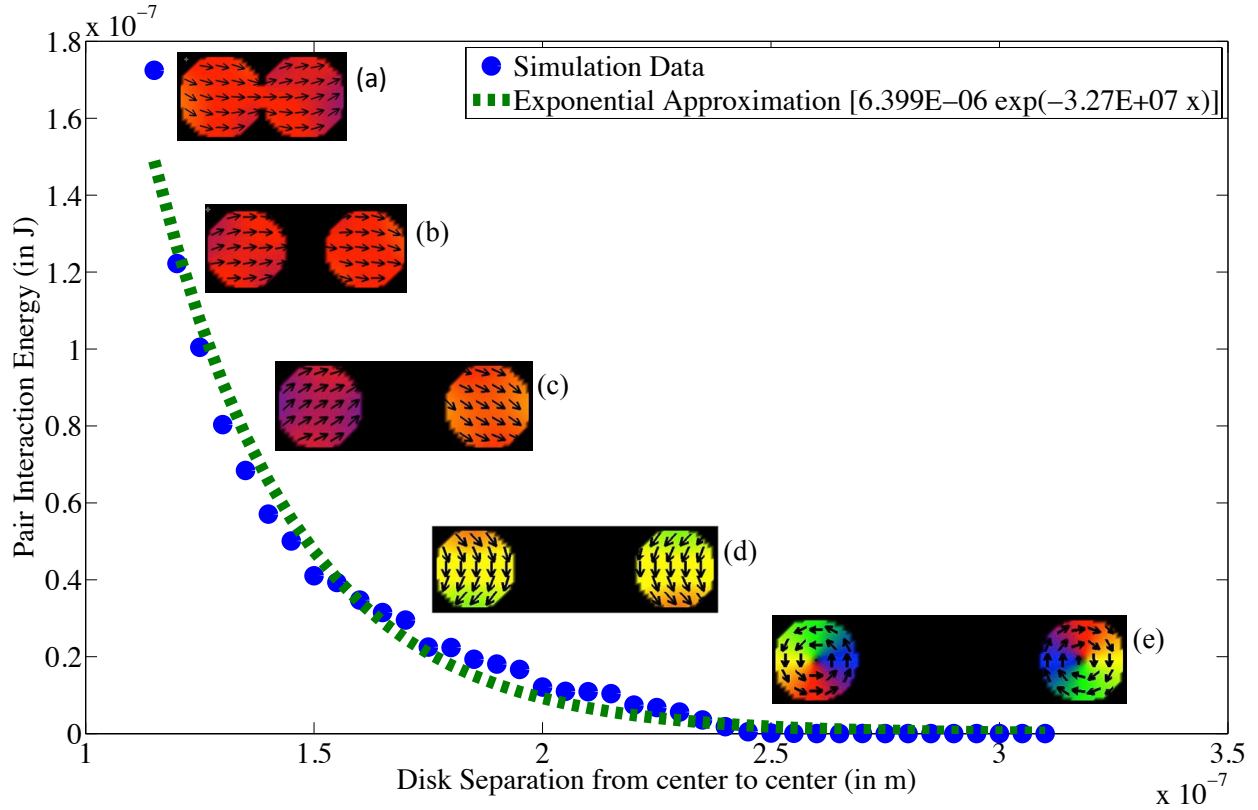 x 10⁻⁷
1.8
1.6
1.4
1.2
1
0.8
0.6
0.4
0.2
0
Pair Interaction Energy (in J)
Simulation Data
Exponential Approximation [6.399E−06 exp(−3.27E+07 x)]
(a)
(b)
(c)
(d)
(e)
1
1.5
2
2.5
3
3.5
Disk Separation from center to center (in m)
x 10⁻⁷